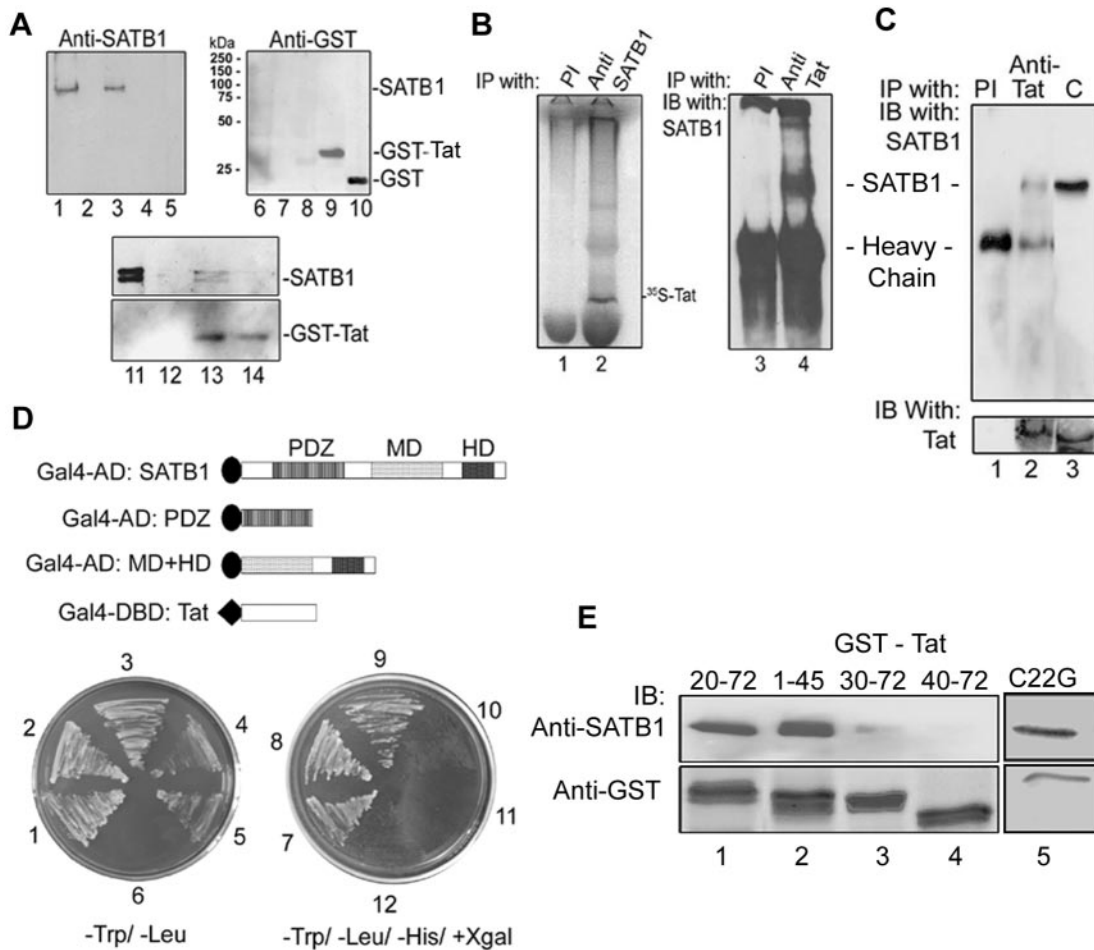 A
Anti-SATB1
Anti-GST
kDa
250 -
150 -
100 -
75 -
50 -
25 -
-SATB1
-GST-Tat
-GST
1 2 3 4 5
6 7 8 9 10
-SATB1
-GST-Tat
11 12 13 14
B
IP with:
PI
Anti SATB1
-35S-Tat
1 2
IP with:
IB with:
SATB1
PI
Anti Tat
3 4
C
Anti-
IP with: PI Tat C
IB with:
SATB1
- SATB1 -
- Heavy -
Chain
IB With:
Tat
1 2 3
D
PDZ MD HD
Gal4-AD: SATB1
Gal4-AD: PDZ
Gal4-AD: MD+HD
Gal4-DBD: Tat
3
2
4
1
5
6
-Trp/ -Leu
9
8
10
7
11
12
-Trp/ -Leu/ -His/ +Xgal
E
GST - Tat
20-72 1-45 30-72 40-72 C22G
IB:
Anti-SATB1
Anti-GST
1 2 3 4 5